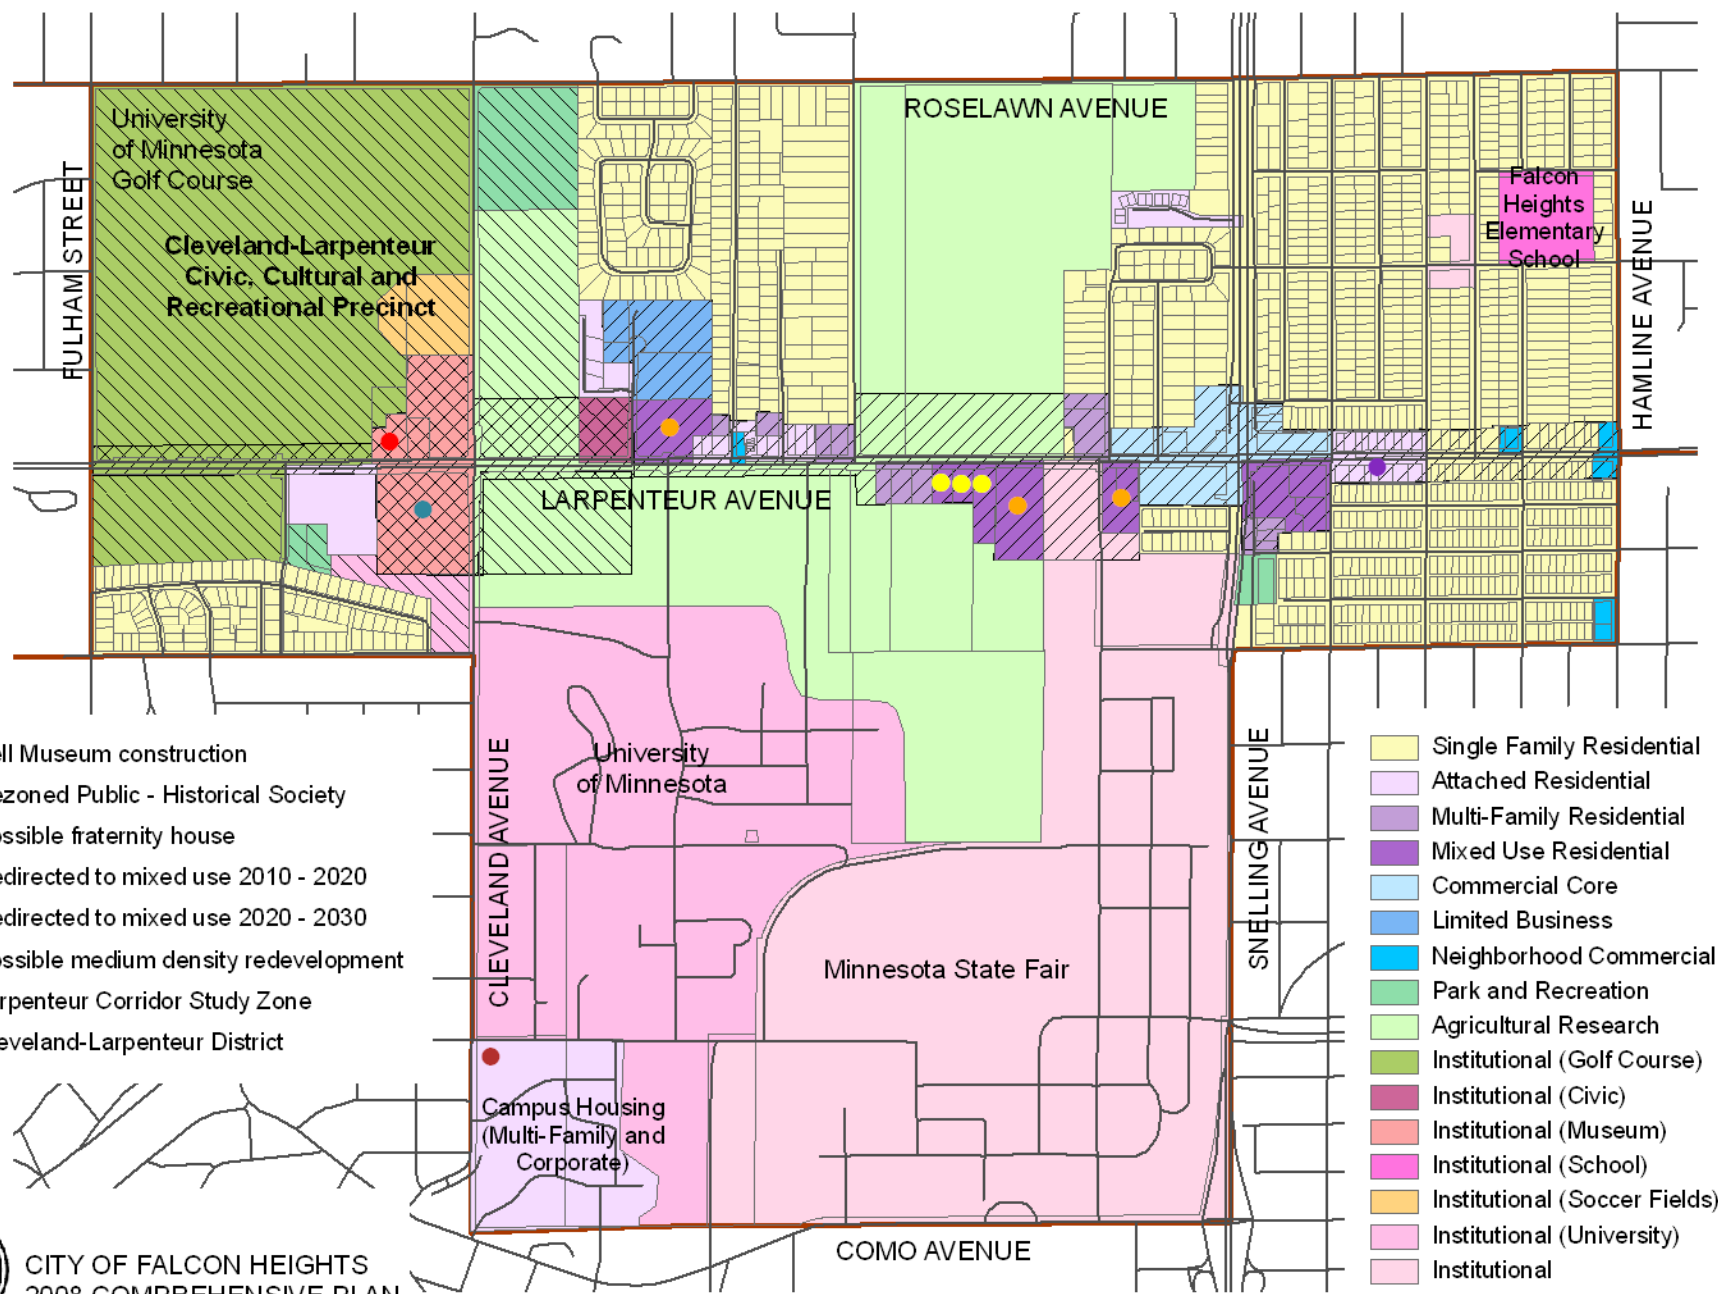 ROSELAWN AVENUE
University
of Minnesota
Golf Course
FULHAM STREET
Cleveland-Larpenteur
Civic, Cultural and
Recreational Precinct
Falcon
Heights
Elementary
School
HAMLINE AVENUE
LARPENTEUR AVENUE
University
of Minnesota
CLEVELAND AVENUE
SNELLING AVENUE
Minnesota State Fair
Campus Housing
(Multi-Family and
Corporate)
COMO AVENUE
ll Museum construction
ezoned Public - Historical Society
ossible fraternity house
edirected to mixed use 2010 - 2020
edirected to mixed use 2020 - 2030
ossible medium density redevelopment
rpenteur Corridor Study Zone
eveland-Larpenteur District
CITY OF FALCON HEIGHTS
2008 COMPREHENSIVE PLAN
Single Family Residential
Attached Residential
Multi-Family Residential
Mixed Use Residential
Commercial Core
Limited Business
Neighborhood Commercial
Park and Recreation
Agricultural Research
Institutional (Golf Course)
Institutional (Civic)
Institutional (Museum)
Institutional (School)
Institutional (Soccer Fields)
Institutional (University)
Institutional